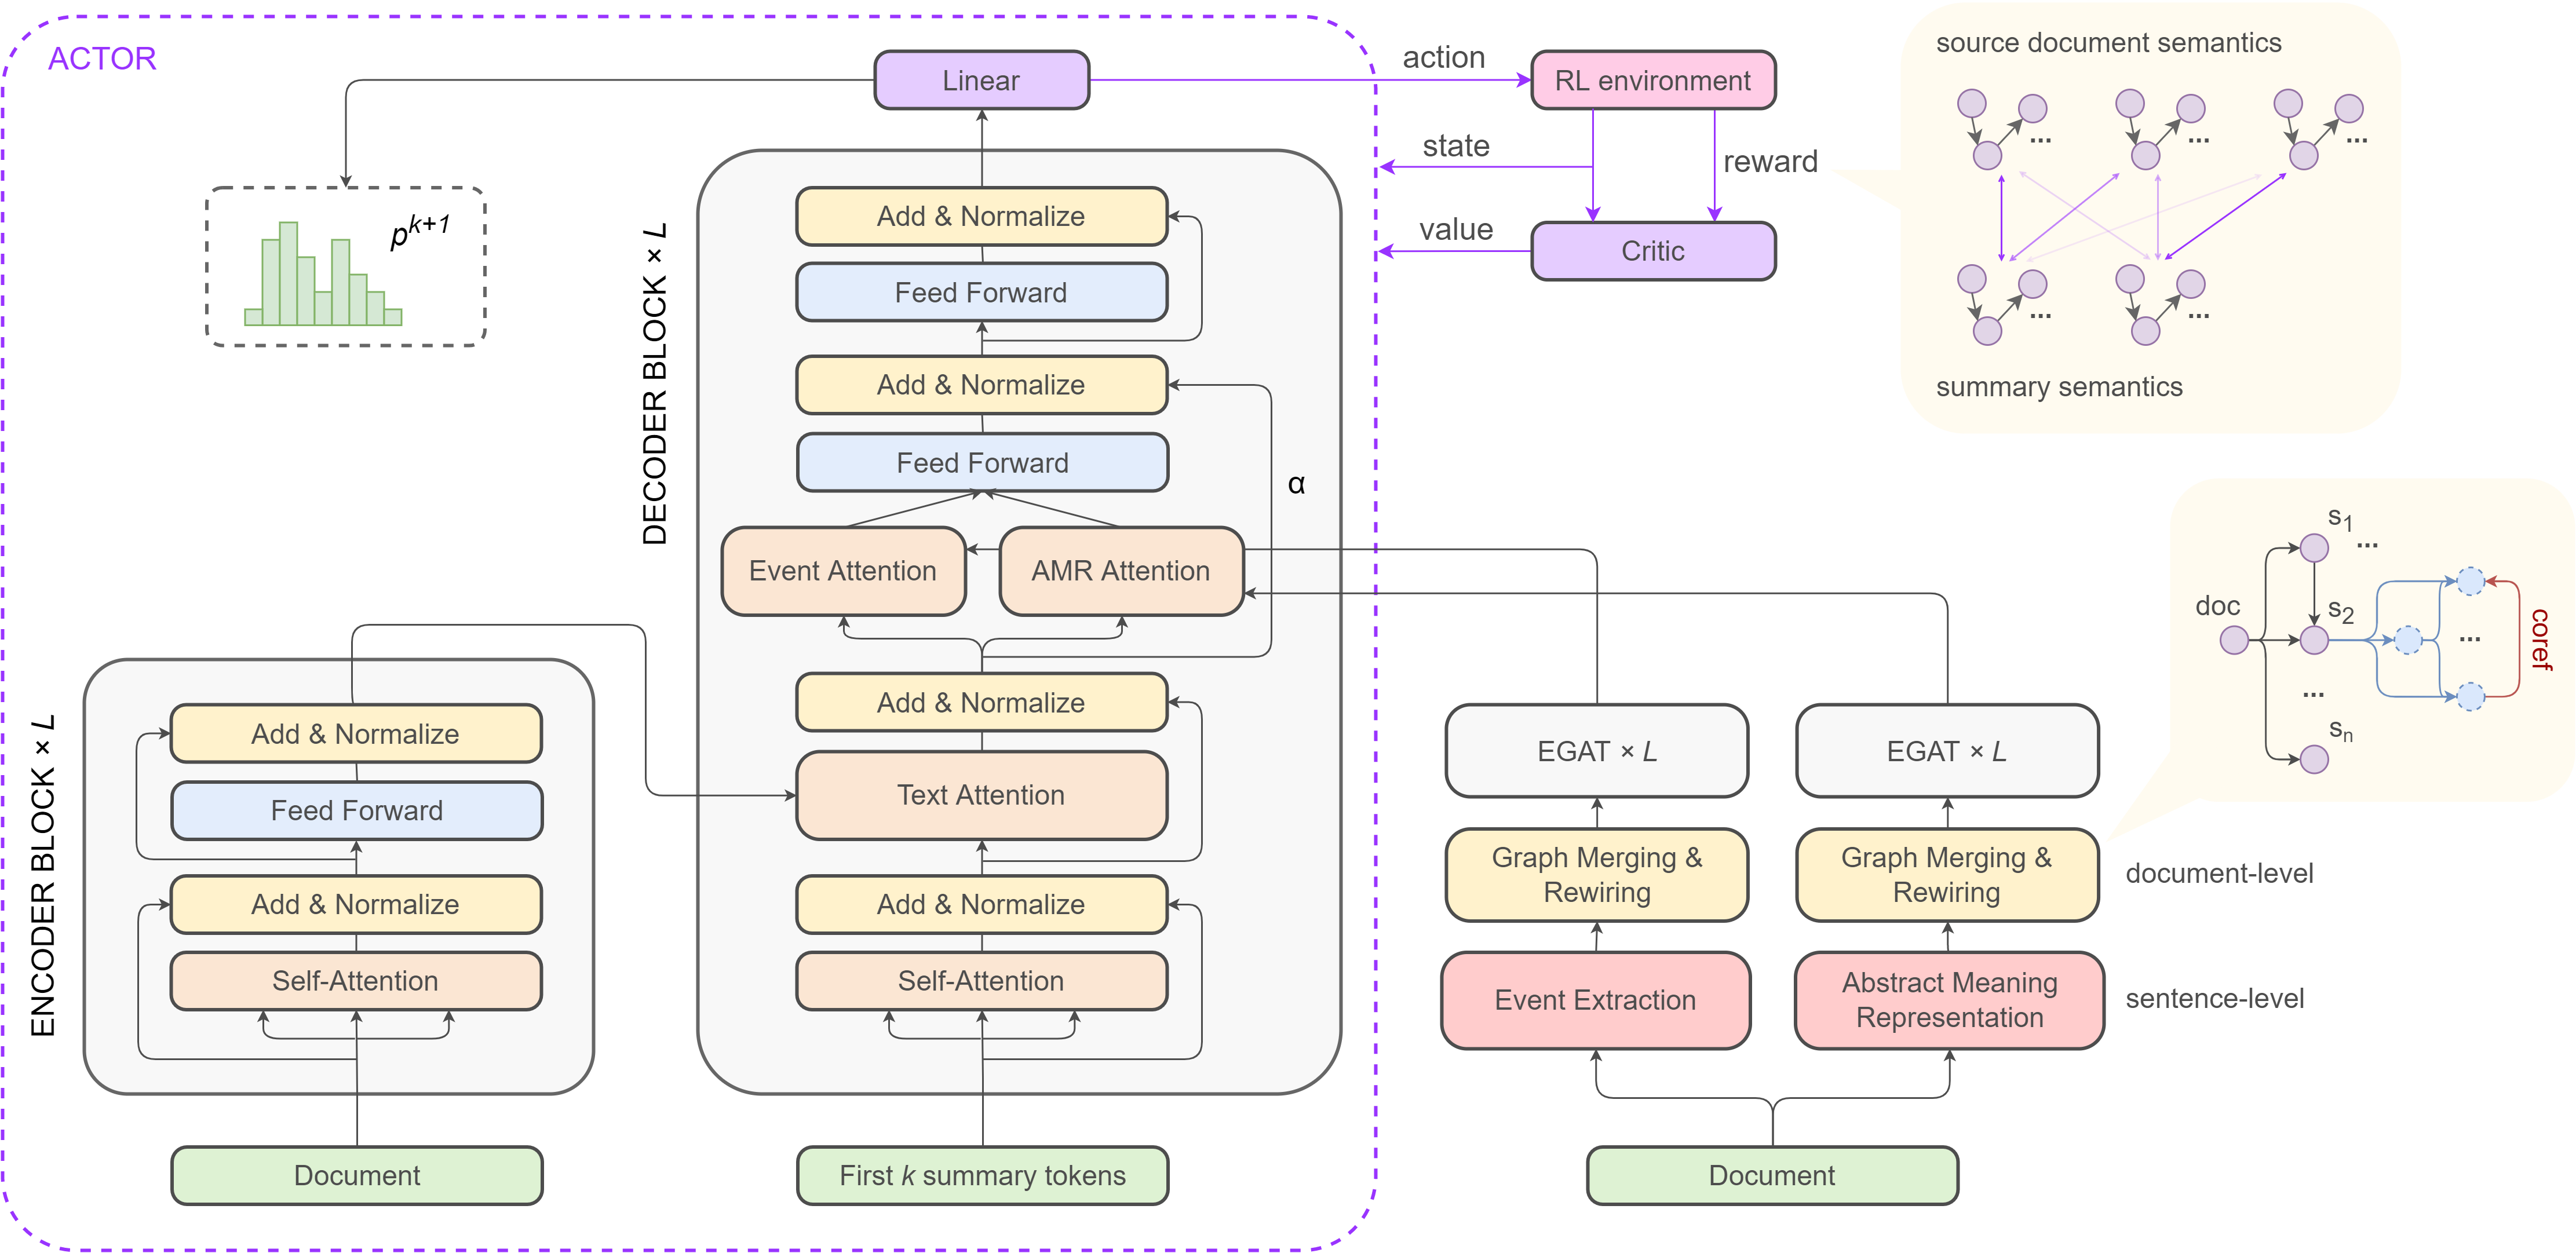 ACTOR
Linear
action
RL environment
state
reward
value
Critic
source document semantics
...
...
...
...
...
summary semantics
p^{k+1}
DECODER BLOCK × L
Add & Normalize
Feed Forward
Add & Normalize
Feed Forward
α
Event Attention
AMR Attention
Add & Normalize
Text Attention
Add & Normalize
Self-Attention
First k summary tokens
ENCODER BLOCK × L
Add & Normalize
Feed Forward
Add & Normalize
Self-Attention
Document
EGAT × L
EGAT × L
Graph Merging &
Rewiring
Graph Merging &
Rewiring
document-level
Event Extraction
Abstract Meaning
Representation
sentence-level
Document
s_1
...
doc
s_2
...
...
s_n
coref